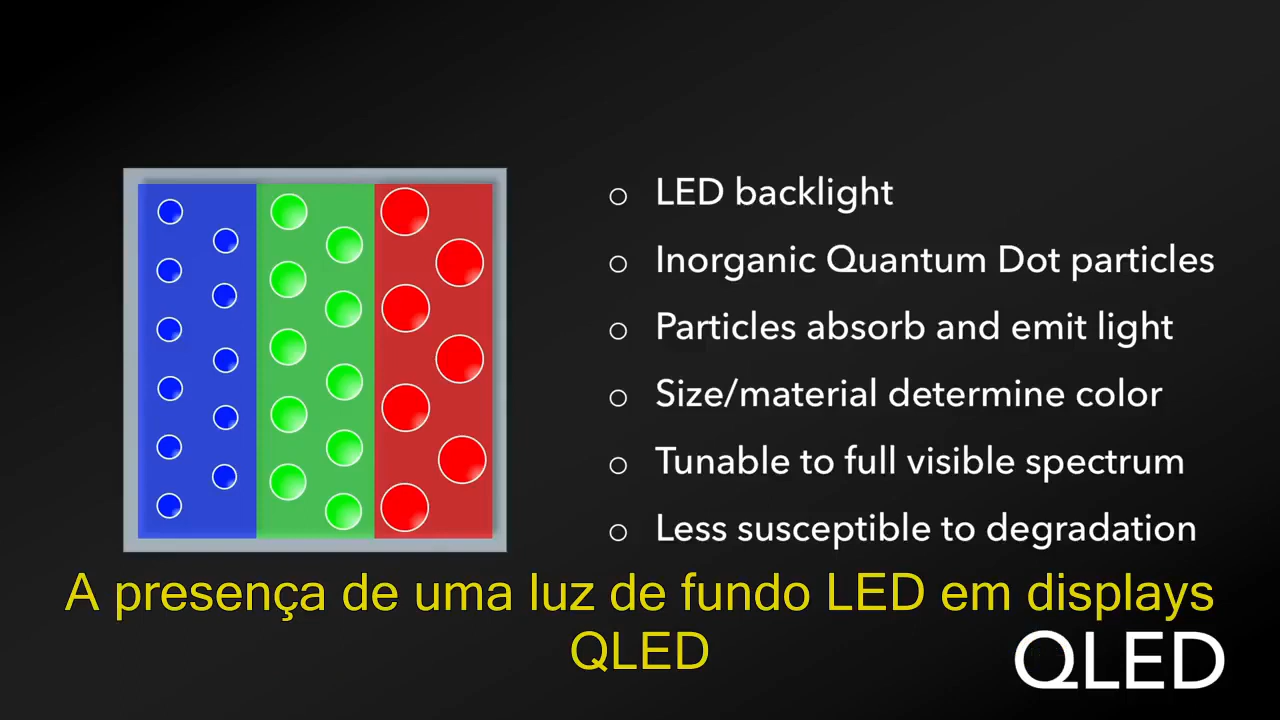 LED backlight
Inorganic Quantum Dot particles
Particles absorb and emit light
Size/material determine color
Tunable to full visible spectrum
Less susceptible to degradation
A presença de uma luz de fundo LED em displays
QLED
QLED